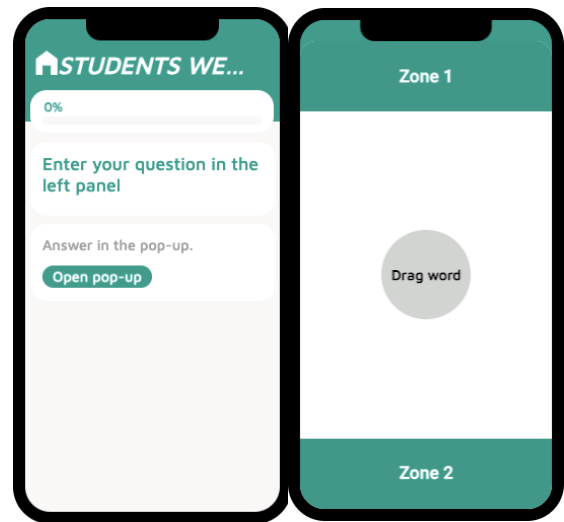 STUDENTS WE...
0%
Enter your question in the
left panel
Answer in the pop-up.
Open pop-up
Zone 1
Drag word
Zone 2